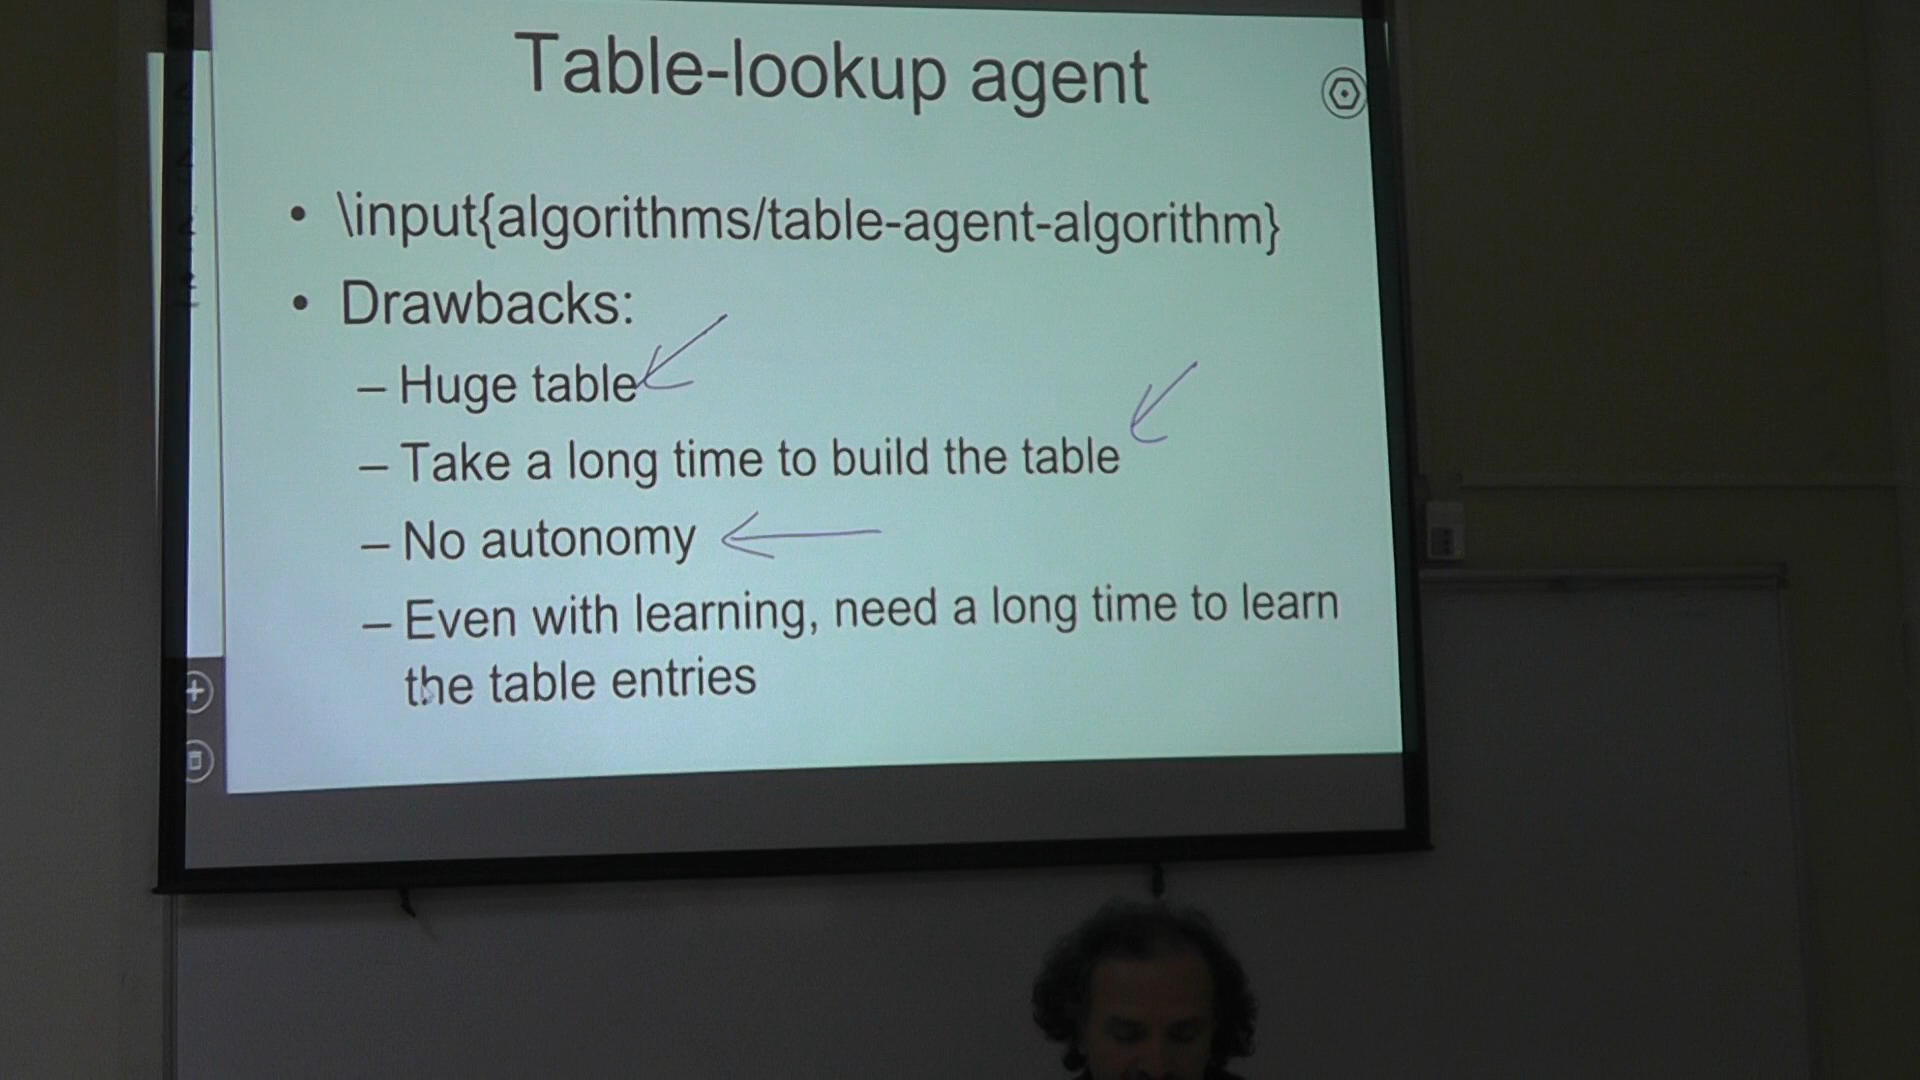 Table-lookup agent
• \input{algorithms/table-agent-algorithm}
• Drawbacks:
– Huge table
– Take a long time to build the table
– No autonomy
– Even with learning, need a long time to learn
the table entries